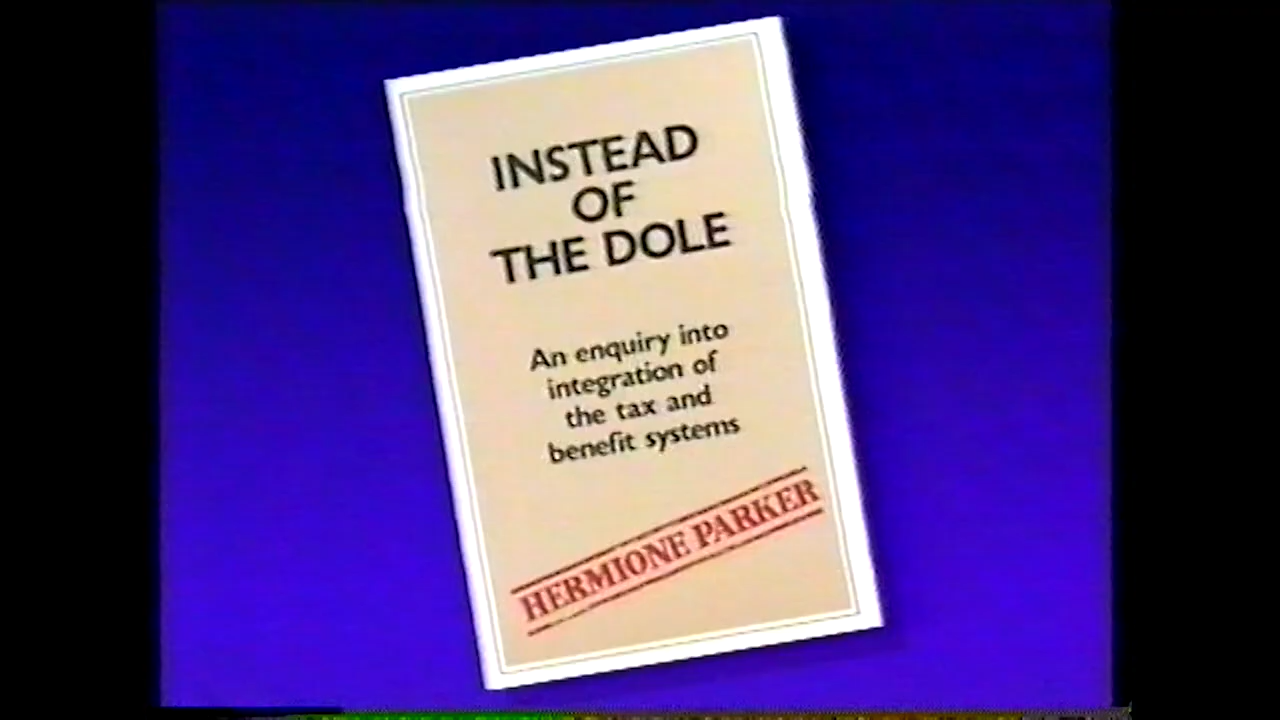 INSTEAD
OF
THE DOLE
An enquiry into
integration of
the tax and
benefit systems
HERMIONE PARKER